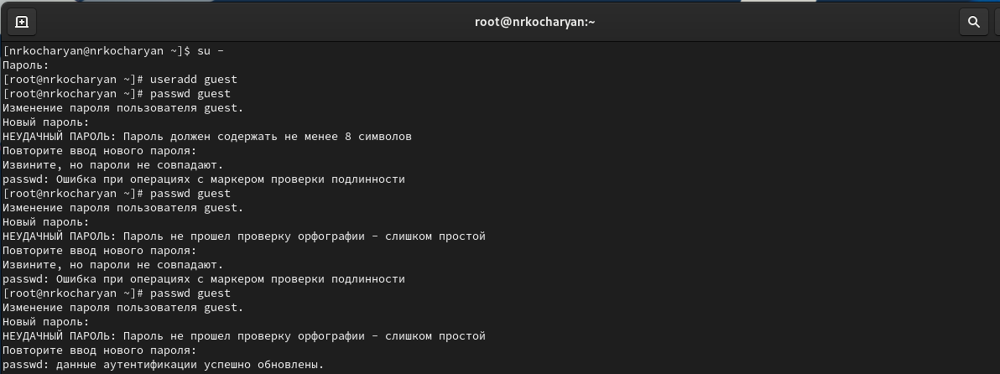 root@nrkocharyan:~
[nrkocharyan@nrkocharyan ~]$ su -
Пароль:
[root@nrkocharyan ~]# useradd guest
[root@nrkocharyan ~]# passwd guest
Изменение пароля пользователя guest.
Новый пароль:
НЕУДАЧНЫЙ ПАРОЛЬ: Пароль должен содержать не менее 8 символов
Повторите ввод нового пароля:
Извините, но пароли не совпадают.
passwd: Ошибка при операциях с маркером проверки подлинности
[root@nrkocharyan ~]# passwd guest
Изменение пароля пользователя guest.
Новый пароль:
НЕУДАЧНЫЙ ПАРОЛЬ: Пароль не прошел проверку орфографии - слишком простой
Повторите ввод нового пароля:
Извините, но пароли не совпадают.
passwd: Ошибка при операциях с маркером проверки подлинности
[root@nrkocharyan ~]# passwd guest
Изменение пароля пользователя guest.
Новый пароль:
НЕУДАЧНЫЙ ПАРОЛЬ: Пароль не прошел проверку орфографии - слишком простой
Повторите ввод нового пароля:
passwd: данные аутентификации успешно обновлены.